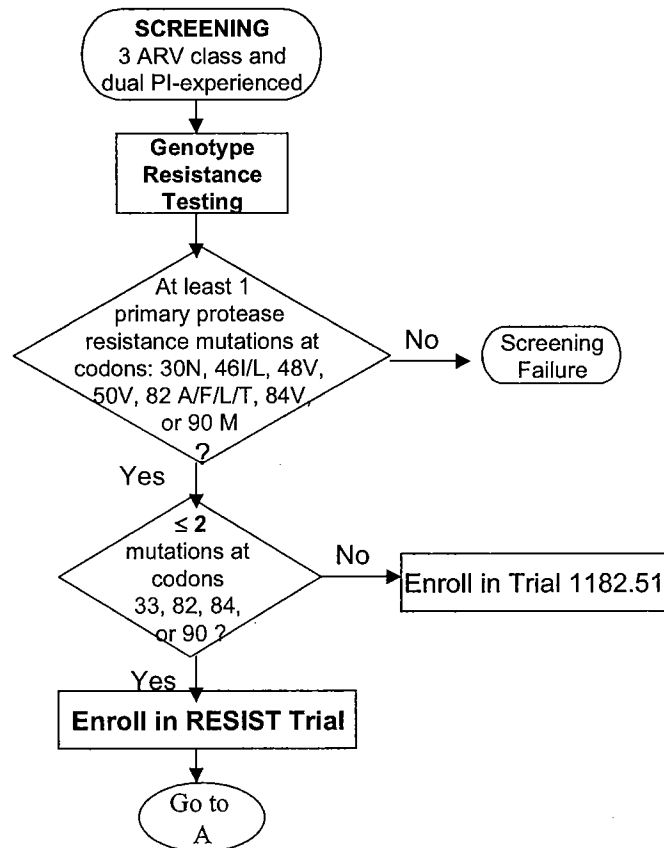 SCREENING
3 ARV class and
dual PI-experienced
Genotype
Resistance
Testing
At least 1
primary protease
resistance mutations at
codons: 30N, 46I/L, 48V,
50V, 82 A/F/L/T, 84V,
or 90 M
?
No
Screening
Failure
Yes
≤ 2
mutations at
codons
33, 82, 84,
or 90 ?
No
Enroll in Trial 1182.51
Yes
Enroll in RESIST Trial
Go to
A